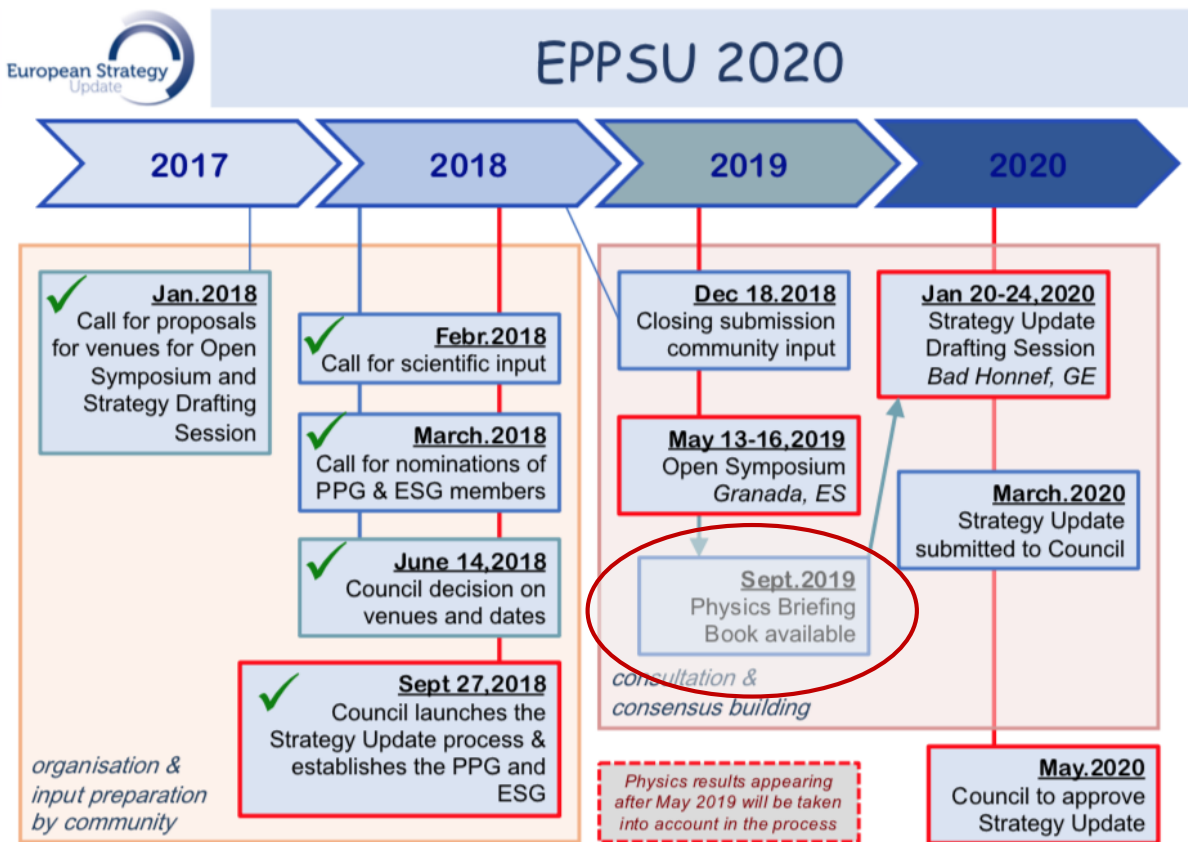 European Strategy
Update
EPPSU 2020
2017
2018
2019
2020
Jan.2018
Call for proposals
for venues for Open
Symposium and
Strategy Drafting
Session
Febr.2018
Call for scientific input
March.2018
Call for nominations of
PPG & ESG members
June 14,2018
Council decision on
venues and dates
Sept 27,2018
Council launches the
Strategy Update process &
establishes the PPG and
ESG
organisation &
input preparation
by community
Dec 18.2018
Closing submission
community input
May 13-16,2019
Open Symposium
Granada, ES
Sept.2019
Physics Briefing
Book available
consultation &
consensus building
Physics results appearing
after May 2019 will be taken
into account in the process
Jan 20-24,2020
Strategy Update
Drafting Session
Bad Honnef, GE
March.2020
Strategy Update
submitted to Council
May.2020
Council to approve
Strategy Update